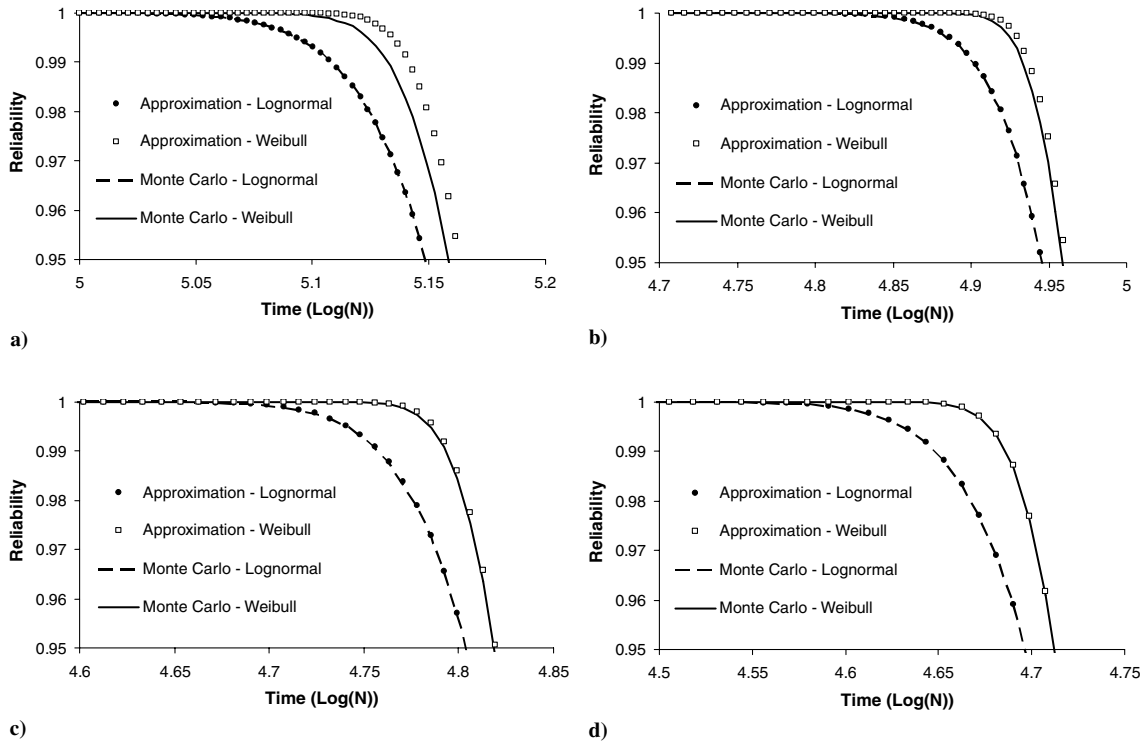 1
0.99
0.98
0.97
0.96
0.95
Reliability
Approximation - Lognormal
Approximation - Weibull
Monte Carlo - Lognormal
Monte Carlo - Weibull
5 5.05 5.1 5.15 5.2
Time (Log(N))
a)
1
0.99
0.98
0.97
0.96
0.95
Reliability
Approximation - Lognormal
Approximation - Weibull
Monte Carlo - Lognormal
Monte Carlo - Weibull
4.7 4.75 4.8 4.85 4.9 4.95 5
Time (Log(N))
b)
1
0.99
0.98
0.97
0.96
0.95
Reliability
Approximation - Lognormal
Approximation - Weibull
Monte Carlo - Lognormal
Monte Carlo - Weibull
4.6 4.65 4.7 4.75 4.8 4.85
Time (Log(N))
c)
1
0.99
0.98
0.97
0.96
0.95
Reliability
Approximation - Lognormal
Approximation - Weibull
Monte Carlo - Lognormal
Monte Carlo - Weibull
4.5 4.55 4.6 4.65 4.7 4.75
Time (Log(N))
d)